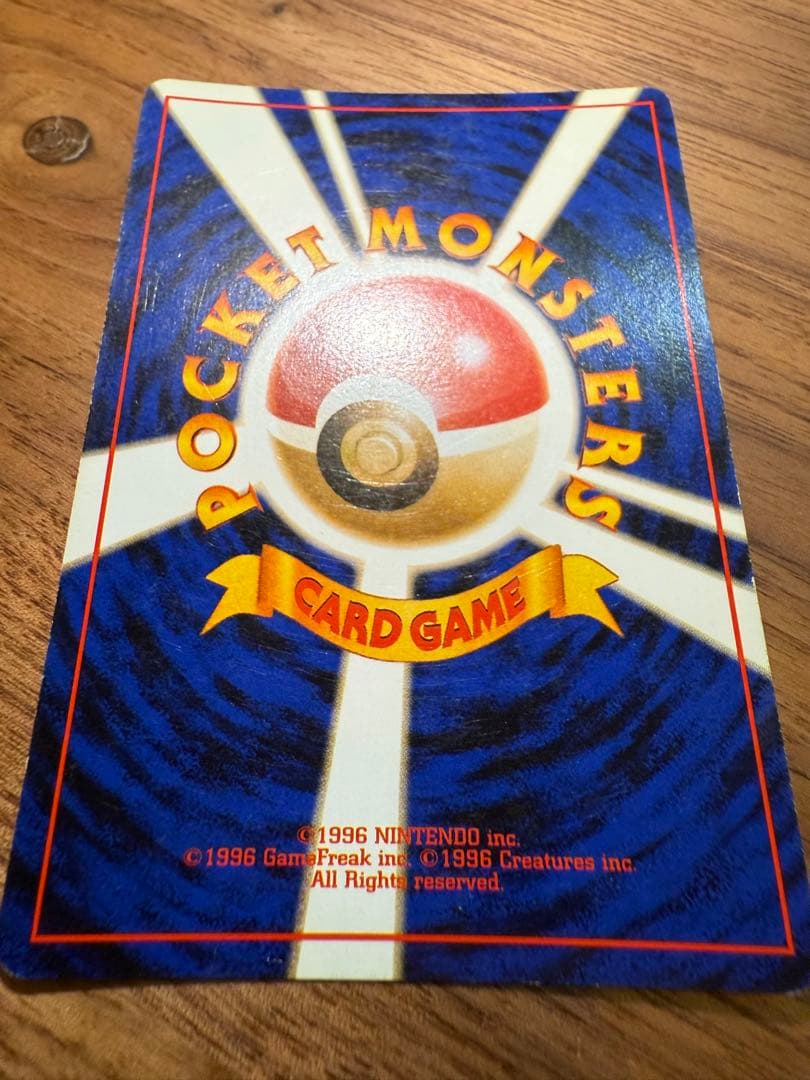 POCKET MONSTERS
CARD GAME
©1996 NINTENDO inc.
©1996 GameFreak inc. ©1996 Creatures inc.
All Rights reserved.